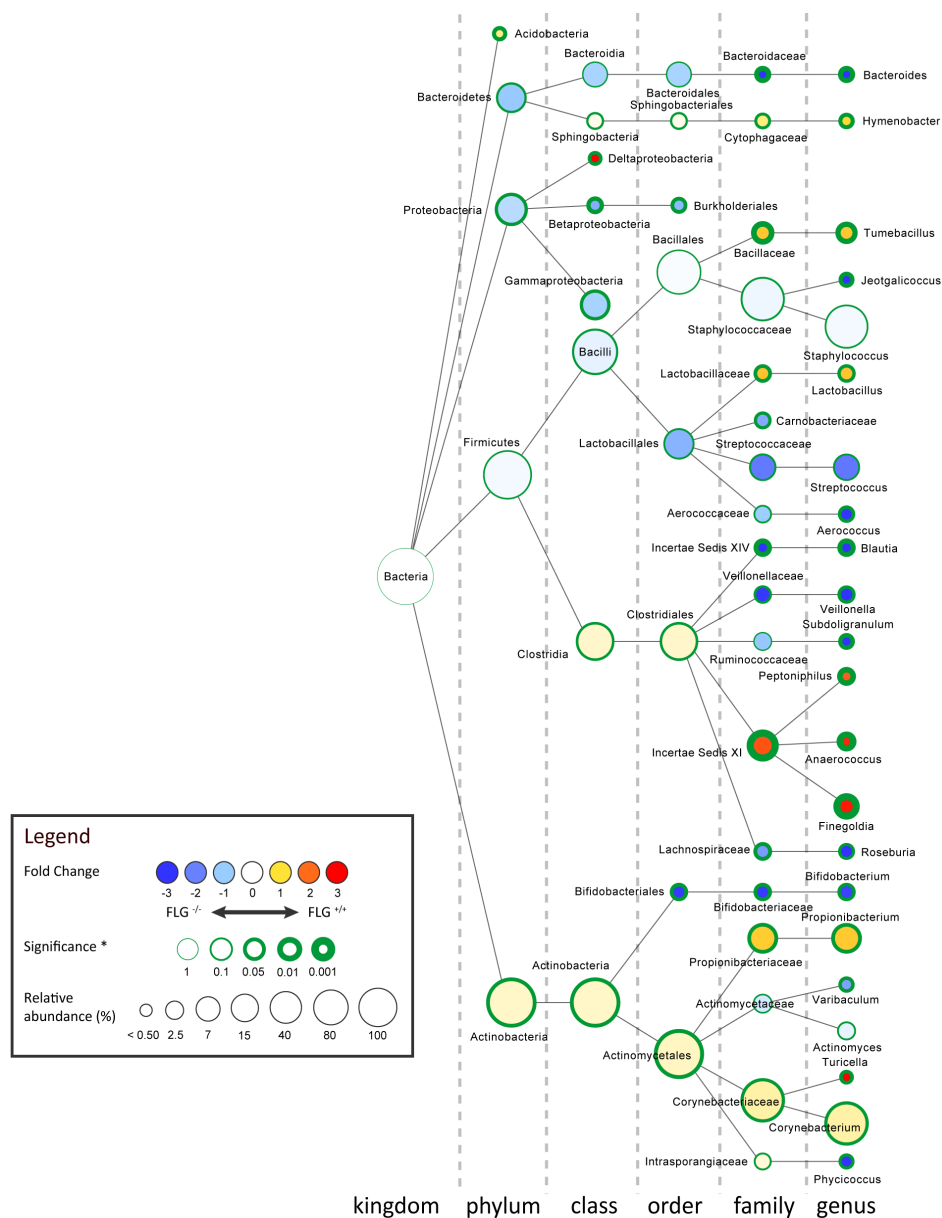 Acidobacteria
Bacteroidia
Bacteroidaceae
Bacteroidetes
Bacteroides
Bacteroidales
Sphingobacteriales
Sphingobacteria
Cytophagaceae
Hymenobacter
Deltaproteobacteria
Proteobacteria
Betaproteobacteria
Burkholderiales
Bacillales
Bacillaceae
Tumebacillus
Gammaproteobacteria
Jeotgalicoccus
Staphylococcaceae
Staphylococcus
Bacilli
Lactobacillaceae
Lactobacillus
Carnobacteriaceae
Firmicutes
Lactobacillales
Streptococcaceae
Streptococcus
Aerococcaceae
Aerococcus
Incertae Sedis XIV
Blautia
Bacteria
Veillonellaceae
Veillonella
Clostridiales
Subdoligranulum
Clostridia
Ruminococcaceae
Peptoniphilus
Incertae Sedis XI
Anaerococcus
Finegoldia
Lachnospiraceae
Roseburia
Bifidobacteriales
Bifidobacteriaceae
Bifidobacterium
Propionibacterium
Propionibacteriaceae
Actinobacteria
Actinobacteria
Actinomycetaceae
Varibaculum
Actinomyces
Actinomycetales
Turicella
Corynebacteriaceae
Corynebacterium
Intrasporangiaceae
Phycicoccus
Legend
Fold Change
-3 -2 -1 0 1 2 3
FLG -/- FLG +/+
Significance *
1 0.1 0.05 0.01 0.001
Relative
abundance (%)
< 0.50 2.5 7 15 40 80 100
kingdom phylum class order family genus